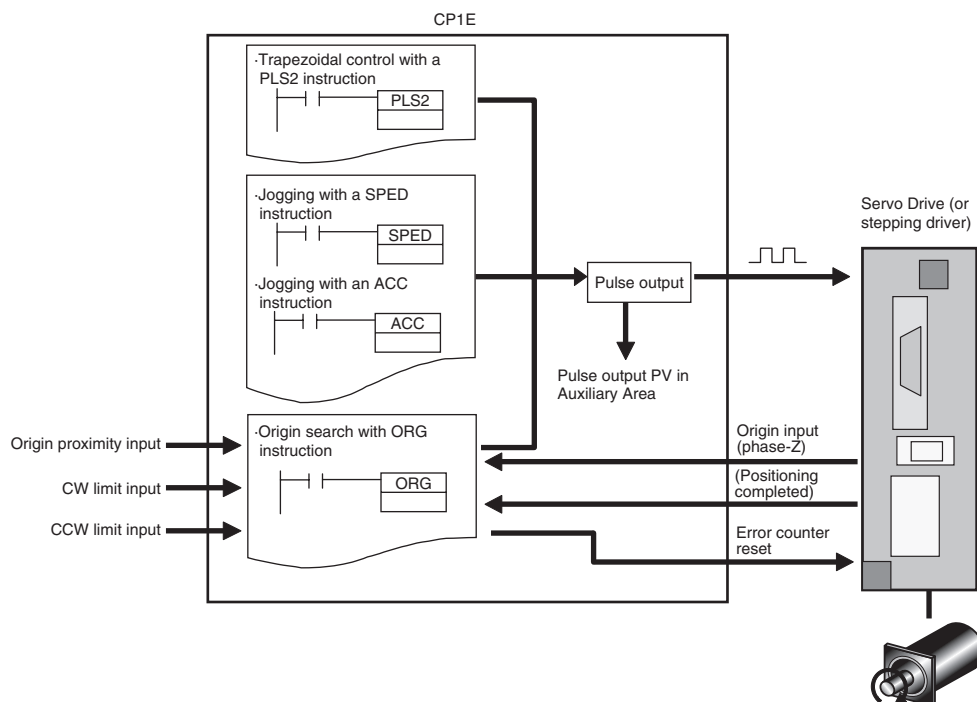 CP1E
·Trapezoidal control with a
PLS2 instruction
PLS2
·Jogging with a SPED
instruction
SPED
·Jogging with an ACC
instruction
ACC
Pulse output
Pulse output PV in
Auxiliary Area
Servo Drive (or
stepping driver)
Origin proximity input
CW limit input
CCW limit input
·Origin search with ORG
instruction
ORG
Origin input
(phase-Z)
(Positioning
completed)
Error counter
reset